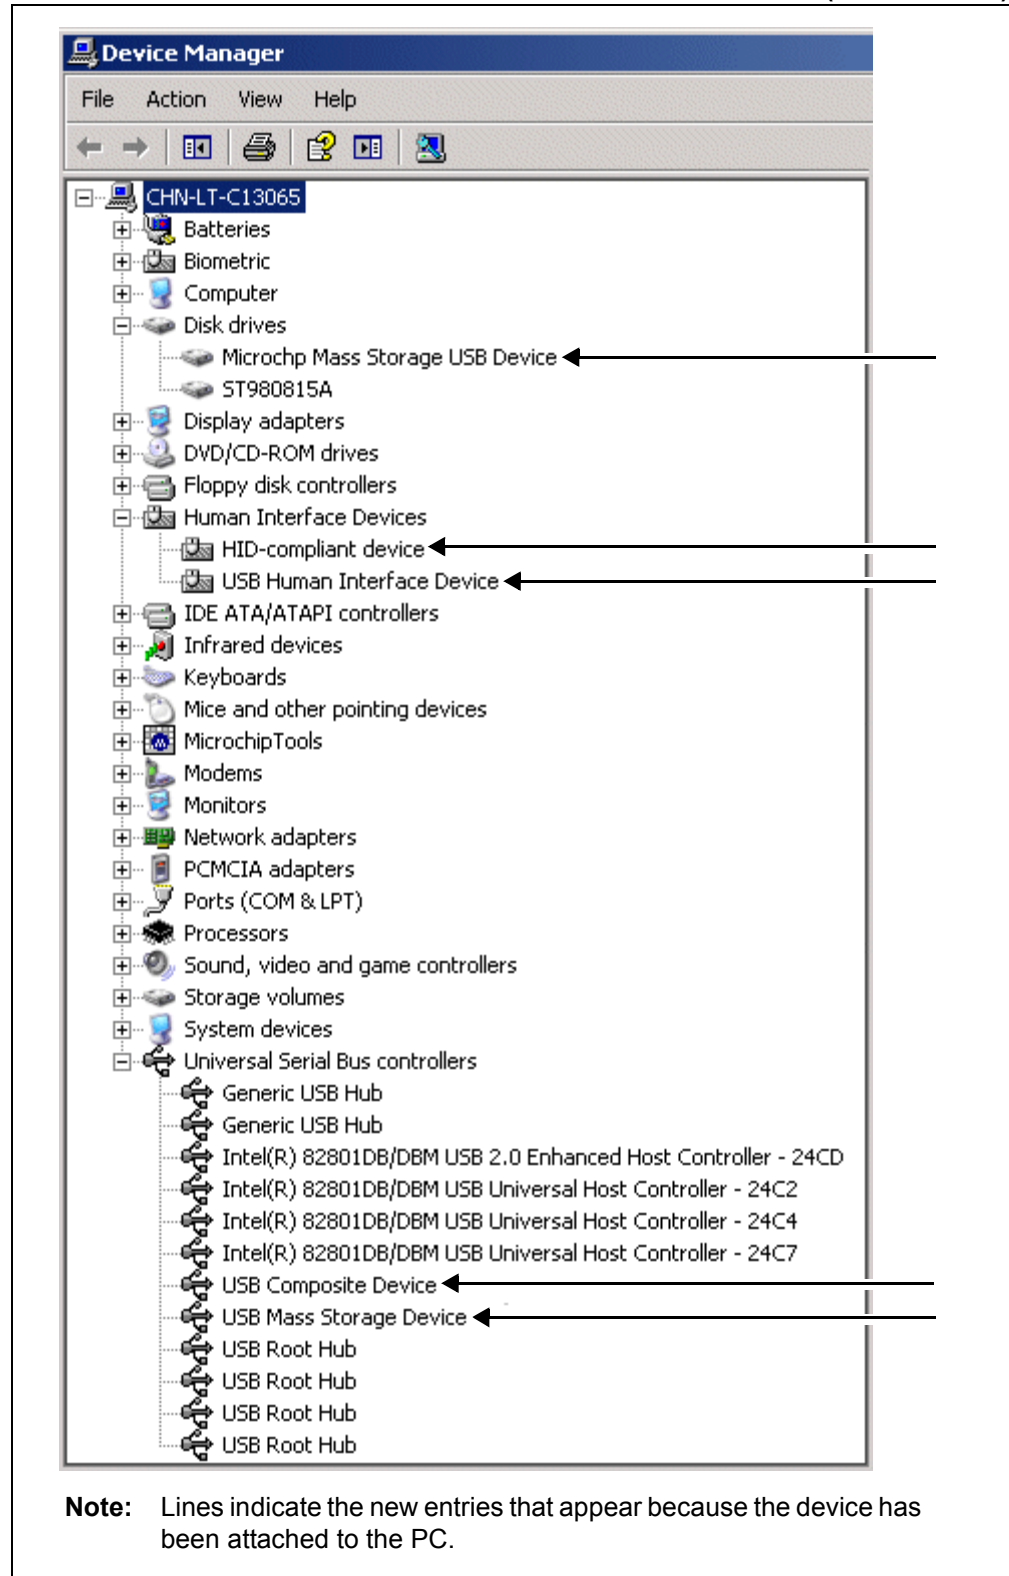 Device Manager
File Action View Help
CHN-LT-C13065
Batteries
Biometric
Computer
Disk drives
Microchp Mass Storage USB Device
ST980815A
Display adapters
DVD/CD-ROM drives
Floppy disk controllers
Human Interface Devices
HID-compliant device
USB Human Interface Device
IDE ATA/ATAPI controllers
Infrared devices
Keyboards
Mice and other pointing devices
MicrochipTools
Modems
Monitors
Network adapters
PCMCIA adapters
Ports (COM & LPT)
Processors
Sound, video and game controllers
Storage volumes
System devices
Universal Serial Bus controllers
Generic USB Hub
Generic USB Hub
Intel(R) 82801DB/DBM USB 2.0 Enhanced Host Controller - 24CD
Intel(R) 82801DB/DBM USB Universal Host Controller - 24C2
Intel(R) 82801DB/DBM USB Universal Host Controller - 24C4
Intel(R) 82801DB/DBM USB Universal Host Controller - 24C7
USB Composite Device
USB Mass Storage Device
USB Root Hub
USB Root Hub
USB Root Hub
USB Root Hub
Note: Lines indicate the new entries that appear because the device has
been attached to the PC.